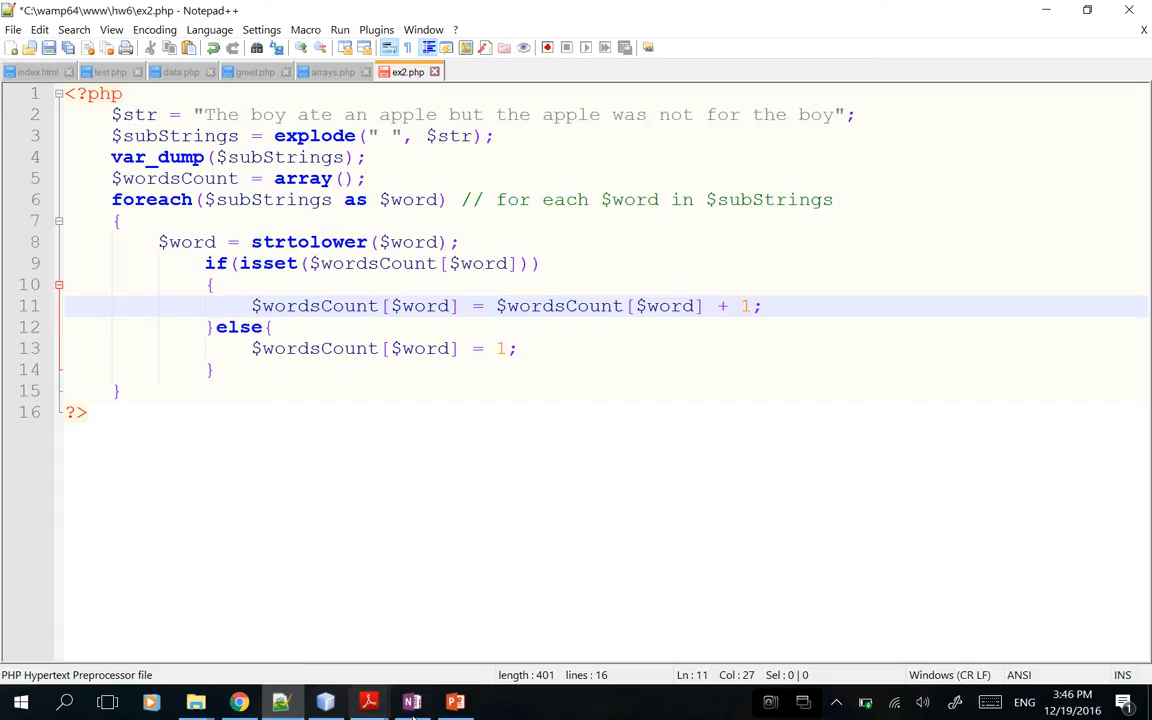 *C:\wamp64\www\hw6\ex2.php - Notepad++
File Edit Search View Encoding Language Settings Macro Run Plugins Window ? X
index.html test.php data.php greet.php arrays.php ex2.php
1 <?php
2 $str = "The boy ate an apple but the apple was not for the boy";
3 $subStrings = explode(" ", $str);
4 var_dump($subStrings);
5 $wordsCount = array();
6 foreach($subStrings as $word) // for each $word in $subStrings
7 {
8 $word = strtolower($word);
9 if(isset($wordsCount[$word]))
10 {
11 $wordsCount[$word] = $wordsCount[$word] + 1;
12 }else{
13 $wordsCount[$word] = 1;
14 }
15 }
16 ?>
PHP Hypertext Preprocessor file length : 401 lines : 16 Ln : 11 Col : 27 Sel : 0 | 0 Windows (CR LF) ANSI INS
ENG 3:46 PM
12/19/2016